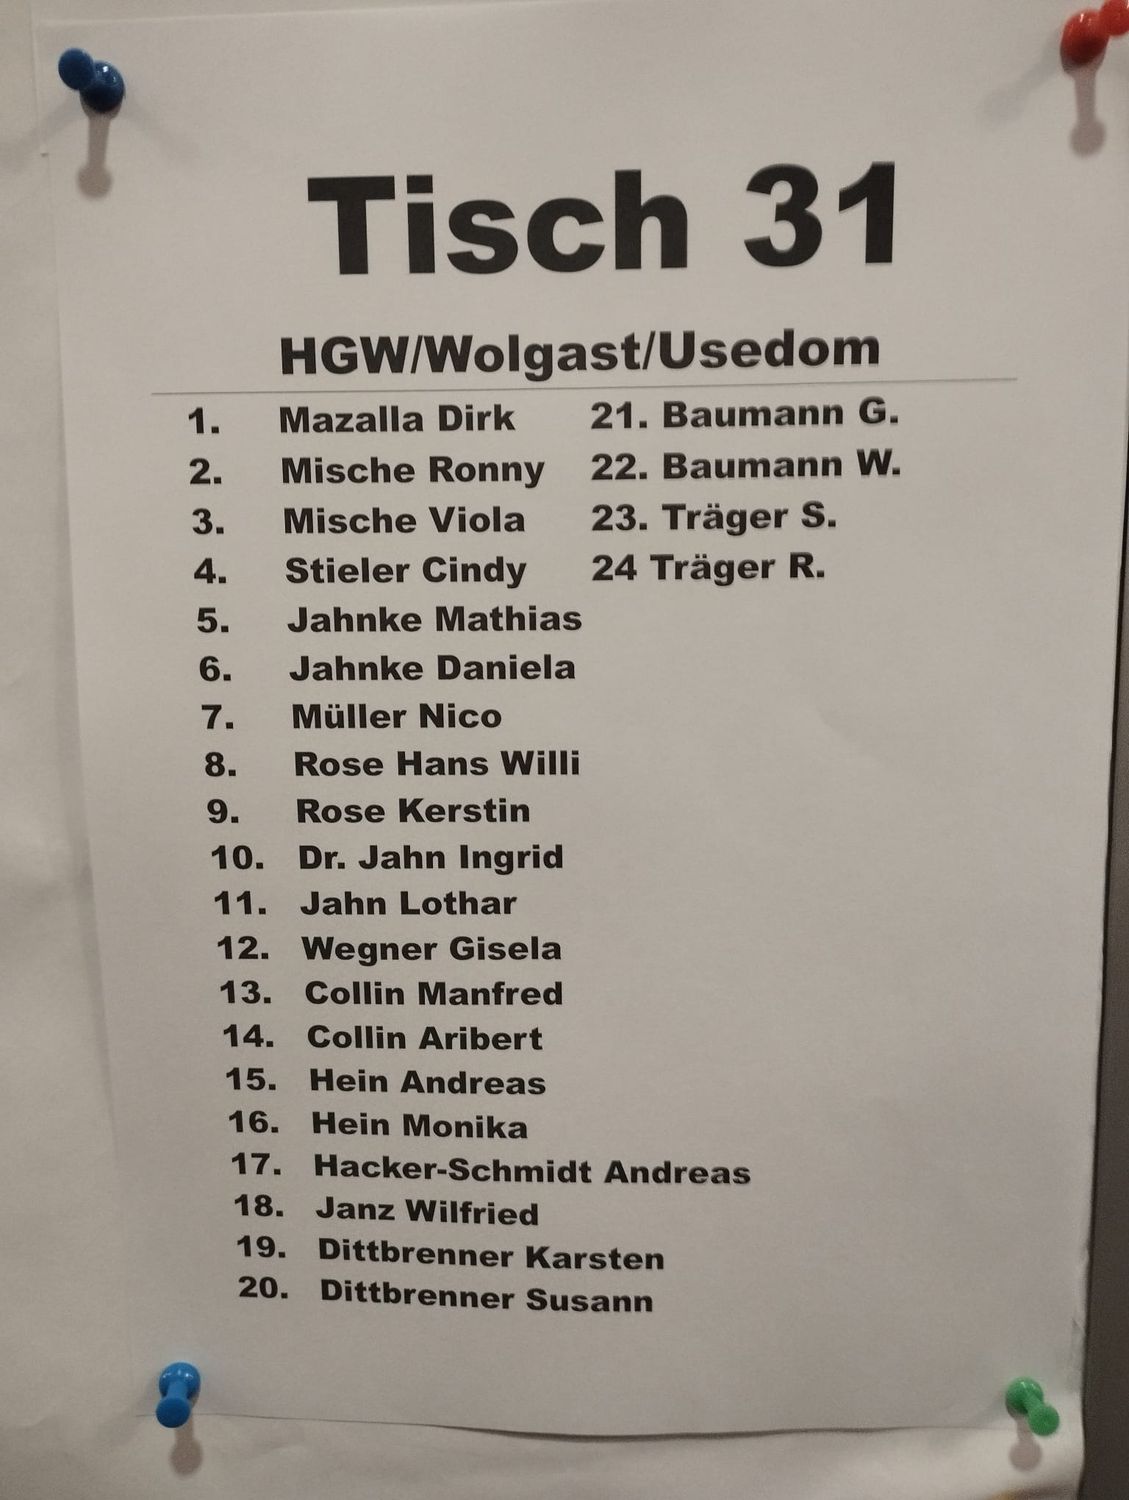 Tisch 31
HGW/Wolgast/Usedom
1. Mazalla Dirk
2. Mische Ronny
3. Mische Viola
4. Stieler Cindy
5. Jahnke Mathias
6. Jahnke Daniela
7. Müller Nico
8. Rose Hans Willi
9. Rose Kerstin
10. Dr. Jahn Ingrid
11. Jahn Lothar
12. Wegner Gisela
13. Collin Manfred
14. Collin Aribert
15. Hein Andreas
16. Hein Monika
17. Hacker-Schmidt Andreas
18. Janz Wilfried
19. Dittbrenner Karsten
20. Dittbrenner Susann
21. Baumann G.
22. Baumann W.
23. Träger S.
24 Träger R.